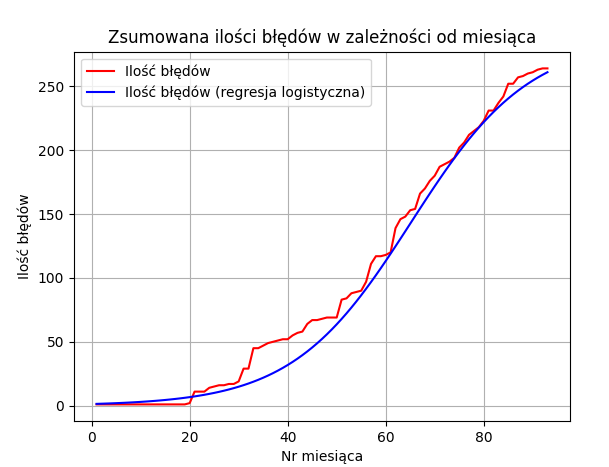 Zsumowana ilości błędów w zależności od miesiąca
Ilość błędów
Ilość błędów (regresja logistyczna)
Ilość błędów
250
200
150
100
50
0
0 20 40 60 80
Nr miesiąca